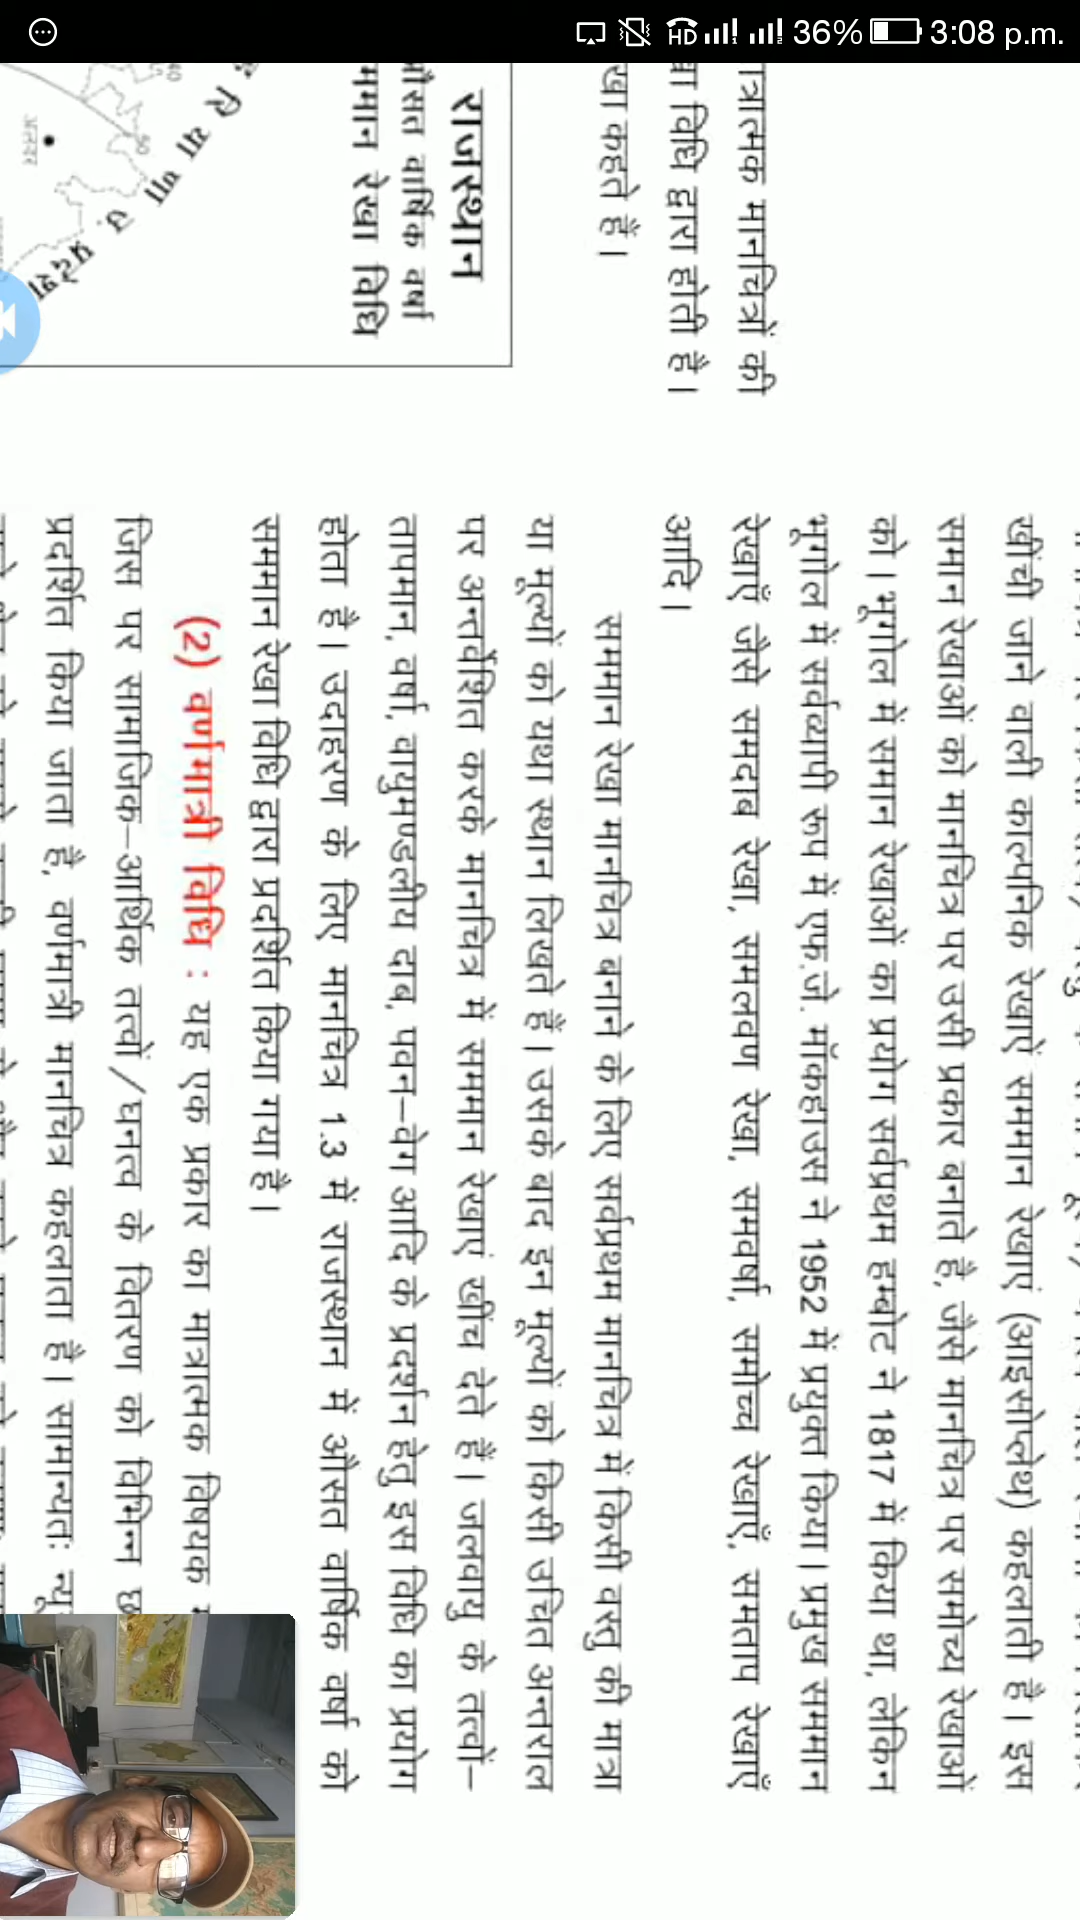 36% 3:08 p.m.
HD
मात्रात्मक मानचित्रों की
विधि द्वारा होती है।
रेखा कहते हैं।
राजस्थान
औसत वार्षिक वर्षा
सममान रेखा विधि
उ. प्रदेश
अलवर
40
50
खींची जाने वाली काल्पनिक रेखाऐं सममान रेखाएं (आइसोप्लेथ) कहलाती है। इस
समान रेखाओं को मानचित्र पर उसी प्रकार बनाते है, जैसे मानचित्र पर समोच्य रेखाओं
को। भूगोल में समान रेखाओं का प्रयोग सर्वप्रथम हम्बोट ने 1817 में किया था, लेकिन
भूगोल में सर्वव्यापी रूप में एफ.जे. मॉकहाउस ने 1952 में प्रयुक्त किया। प्रमुख सममान
रेखाएँ जैसे समदाब रेखा, समलवण रेखा, समवर्षा, समोच्य रेखाएँ, समताप रेखाएँ
आदि।
सममान रेखा मानचित्र बनाने के लिए सर्वप्रथम मानचित्र में किसी वस्तु की मात्रा
या मूल्यों को यथा स्थान लिखते हैं। उसके बाद इन मूल्यों को किसी उचित अन्तराल
पर अन्तर्वेशित करके मानचित्र में सममान रेखाएं खींच देते हैं। जलवायु के तत्वों–
तापमान, वर्षा, वायुमण्डलीय दाब, पवन–वेग आदि के प्रदर्शन हेतु इस विधि का प्रयोग
होता है। उदाहरण के लिए मानचित्र 1.3 में राजस्थान में औसत वार्षिक वर्षा को
सममान रेखा विधि द्वारा प्रदर्शित किया गया है।
(2) वर्णमात्री विधि : यह एक प्रकार का मात्रात्मक विषयक
जिस पर सामाजिक–आर्थिक तत्वों/घनत्व के वितरण को विभिन्न
प्रदर्शित किया जाता है, वर्णमात्री मानचित्र कहलाता है। सामान्यतः